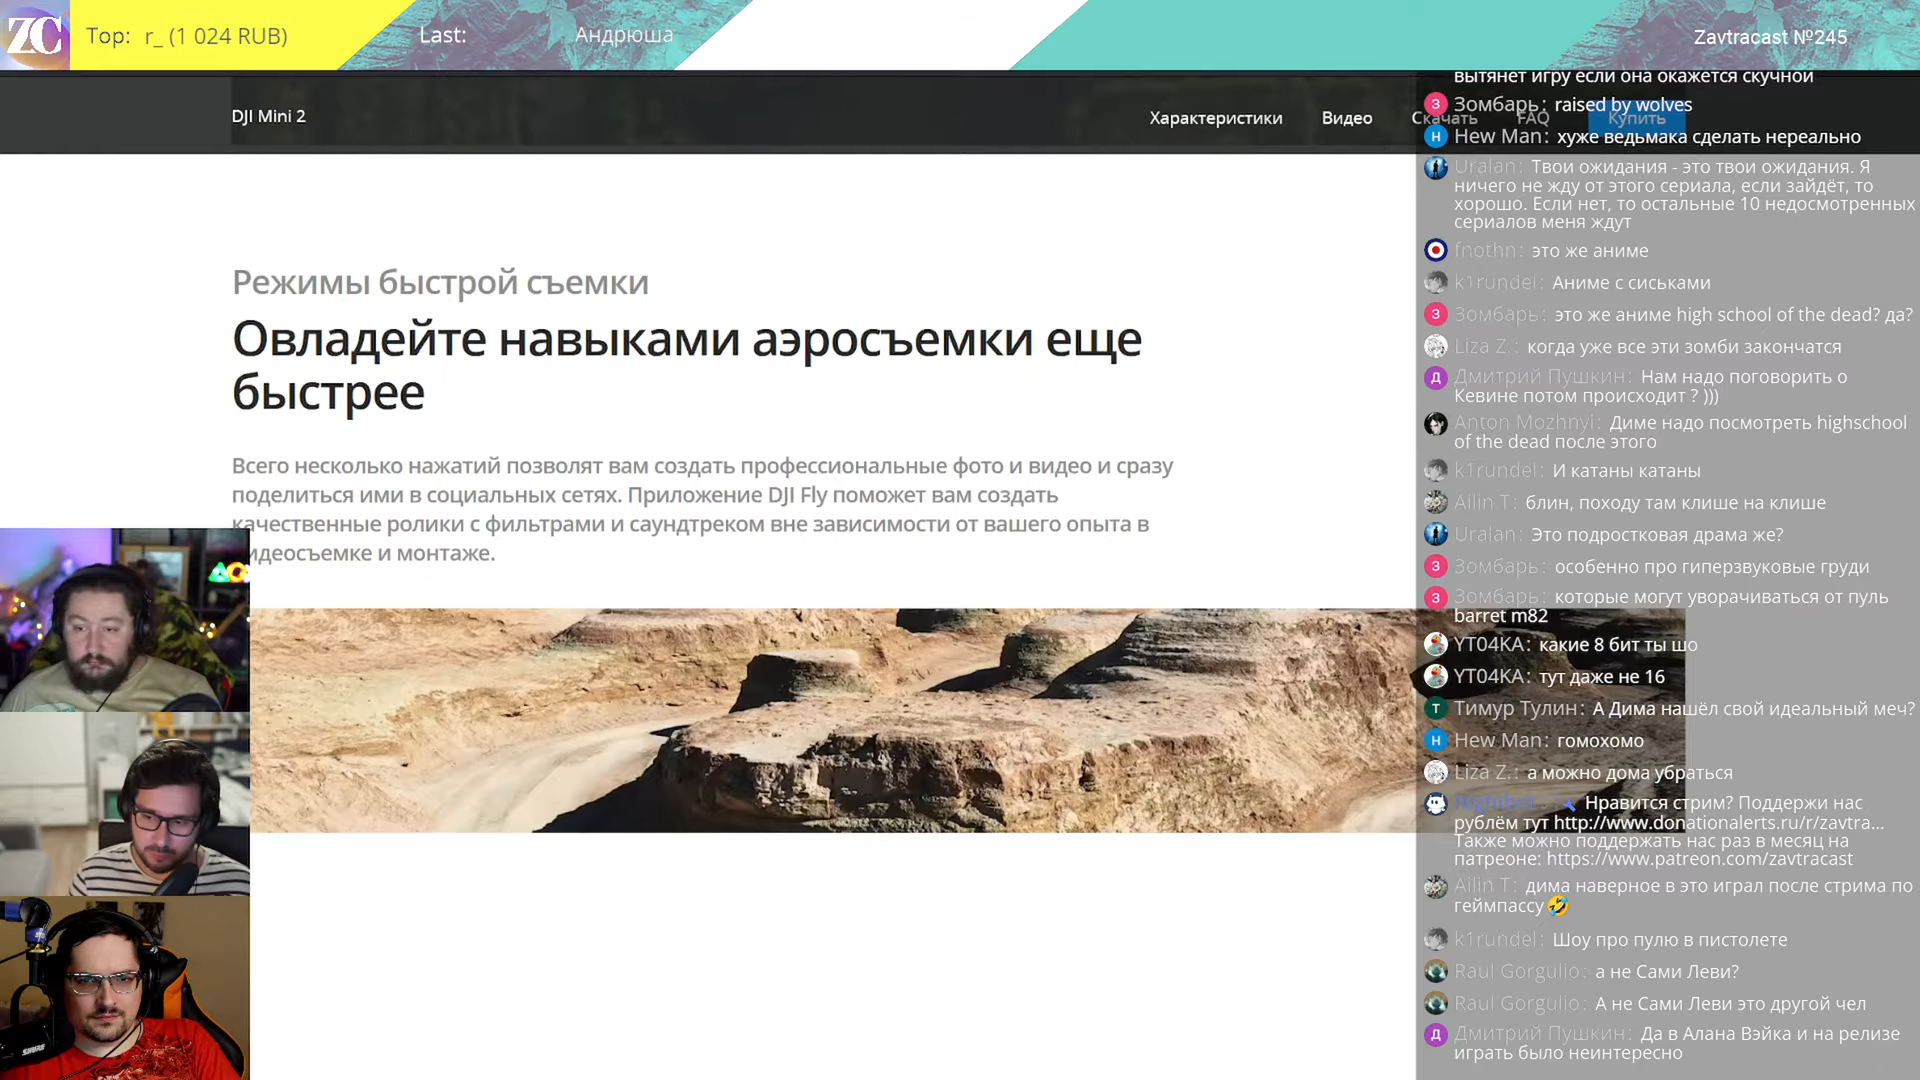 ZC
Top: r_ (1 024 RUB)
Last:
Андрюша
Zavtracast №245
DJI Mini 2
Характеристики
Видео
Скачать
FAQ
Купить
Режимы быстрой съемки
Овладейте навыками аэросъемки еще
быстрее
Всего несколько нажатий позволят вам создать профессиональные фото и видео и сразу
поделиться ими в социальных сетях. Приложение DJI Fly поможет вам создать
качественные ролики с фильтрами и саундтреком вне зависимости от вашего опыта в
идеосъемке и монтаже.
SHURE
вытянет игру если она окажется скучной
Зомбарь: raised by wolves
Hew Man: хуже ведьмака сделать нереально
Uralan: Твои ожидания - это твои ожидания. Я
ничего не жду от этого сериала, если зайдёт, то
хорошо. Если нет, то остальные 10 недосмотренных
сериалов меня ждут
fnothn: это же аниме
k1rundel: Аниме с сиськами
Зомбарь: это же аниме high school of the dead? да?
Liza Z.: когда уже все эти зомби закончатся
Дмитрий Пушкин: Нам надо поговорить о
Кевине потом происходит ? )))
Anton Mozhnyi: Диме надо посмотреть highschool
of the dead после этого
k1rundel: И катаны катаны
Ailin T: блин, походу там клише на клише
Uralan: Это подростковая драма же?
Зомбарь: особенно про гиперзвуковые груди
Зомбарь: которые могут уворачиваться от пуль
barret m82
YT04KA: какие 8 бит ты шо
YT04KA: тут даже не 16
Тимур Тулин: А Дима нашёл свой идеальный меч?
Hew Man: гомохомо
Liza Z.: а можно дома убраться
Nightbot Нравится стрим? Поддержи нас
рублём тут http://www.donationalerts.ru/r/zavtra...
Также можно поддержать нас раз в месяц на
патреоне: https://www.patreon.com/zavtracast
Ailin T: дима наверное в это играл после стрима по
геймпассу🤣
k1rundel: Шоу про пулю в пистолете
Raul Gorgulio: а не Сами Леви?
Raul Gorgulio: А не Сами Леви это другой чел
Дмитрий Пушкин: Да в Алана Вэйка и на релизе
играть было неинтересно